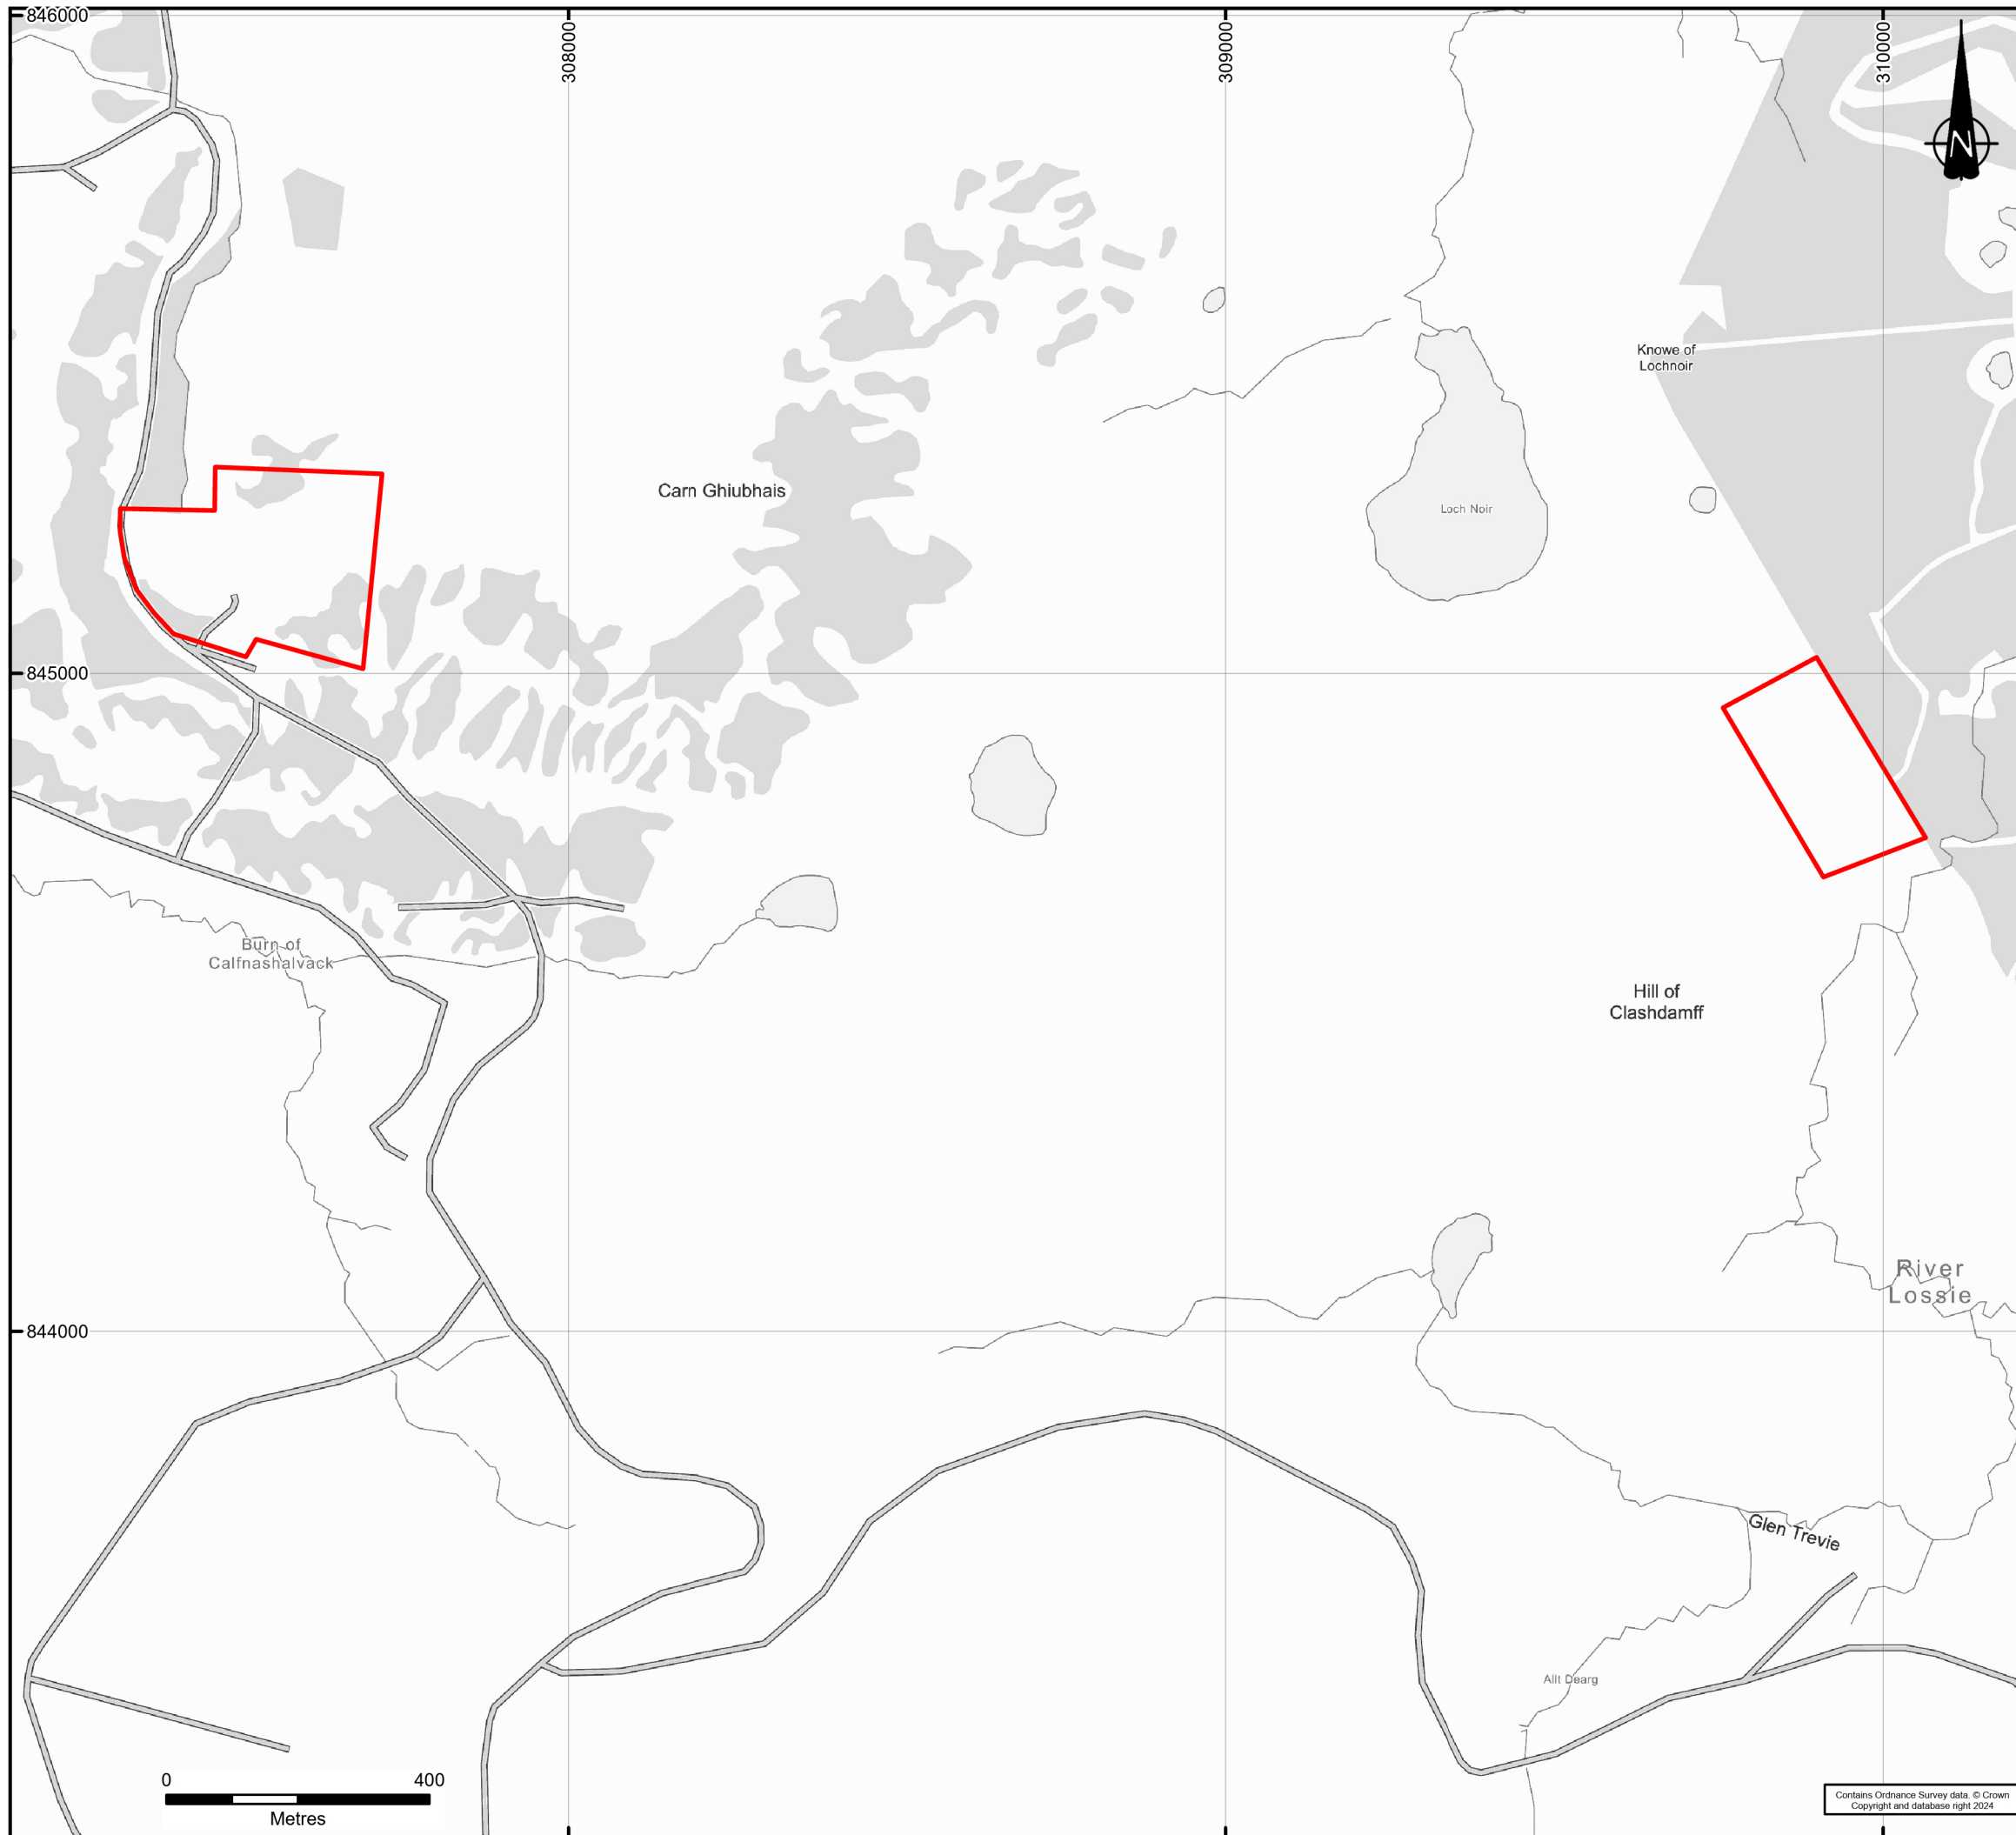 846000
308000
309000
310000
N
Knowe of
Lochnoir
Carn Ghiubhais
Loch Noir
845000
Burn of
Calfnashalvack
Hill of
Clashdamff
River
Lossie
844000
Glen Trevie
Allt Dearg
0 400
Metres
Contains Ordnance Survey data. © Crown
Copyright and database right 2024